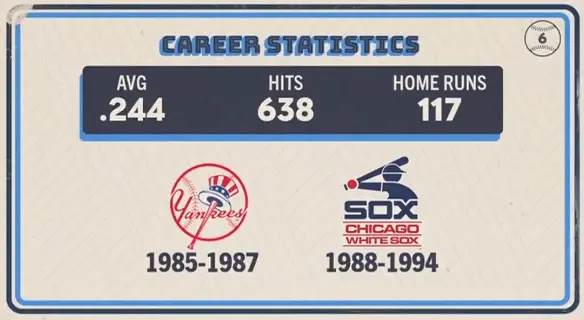 CAREER STATISTICS
6
AVG HITS HOME RUNS
.244 638 117
Yankees
SOX
CHICAGO
WHITE SOX
1985-1987 1988-1994